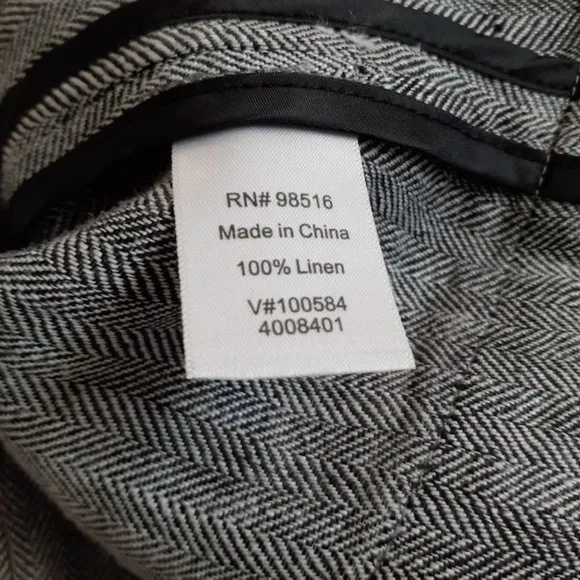 RN# 98516
Made in China
100% Linen
V#100584
4008401